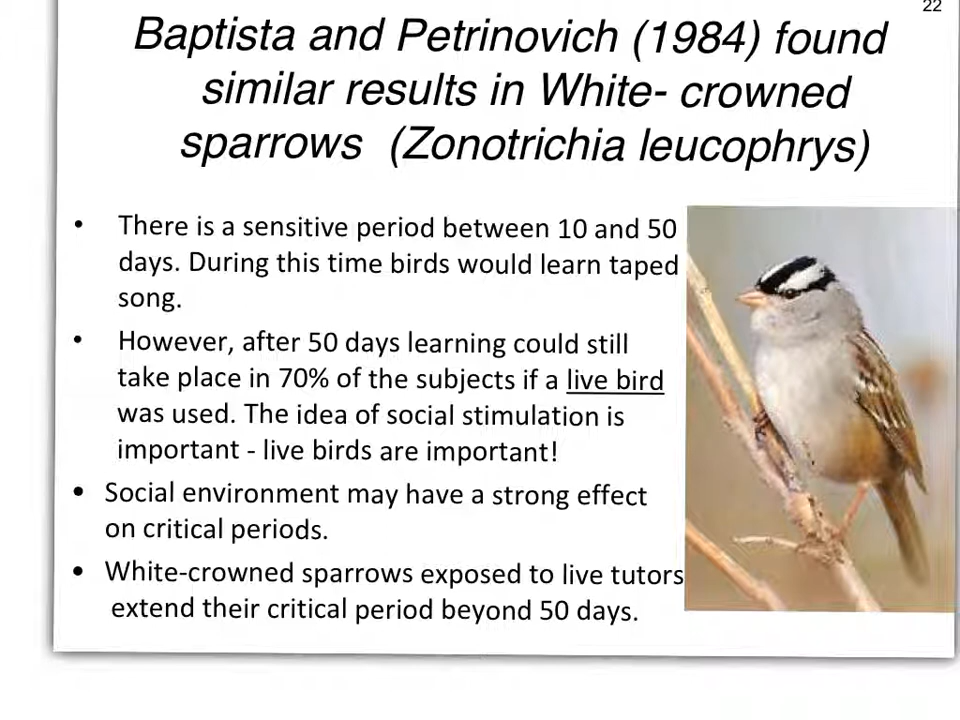 22
Baptista and Petrinovich (1984) found
similar results in White- crowned
sparrows (Zonotrichia leucophrys)
• There is a sensitive period between 10 and 50
days. During this time birds would learn taped
song.
• However, after 50 days learning could still
take place in 70% of the subjects if a live bird
was used. The idea of social stimulation is
important - live birds are important!
• Social environment may have a strong effect
on critical periods.
• White-crowned sparrows exposed to live tutors
extend their critical period beyond 50 days.